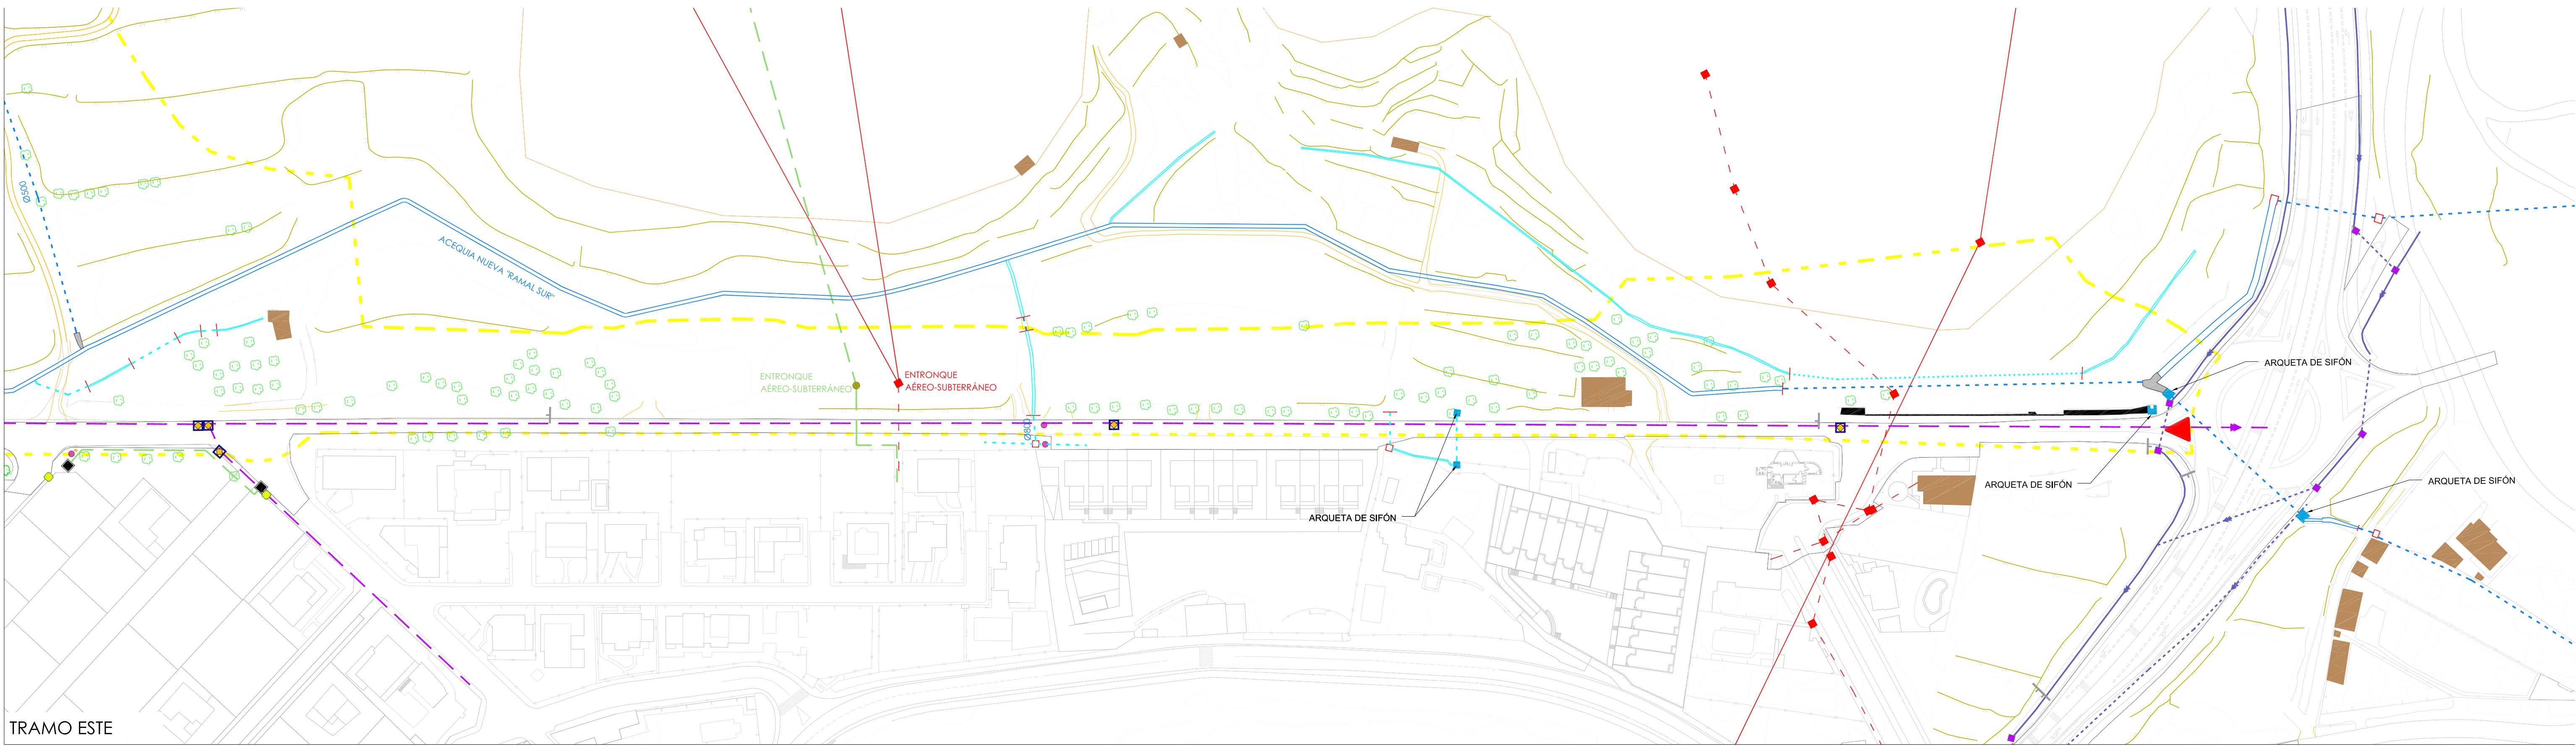 Ø500
ACEQUIA NUEVA "RAMAL SUR"
ENTRONQUE
AÉREO-SUBTERRÁNEO
ENTRONQUE
AÉREO-SUBTERRÁNEO
ARQUETA DE SIFÓN
Ø800
ARQUETA DE SIFÓN
ARQUETA DE SIFÓN
ARQUETA DE SIFÓN
TRAMO ESTE